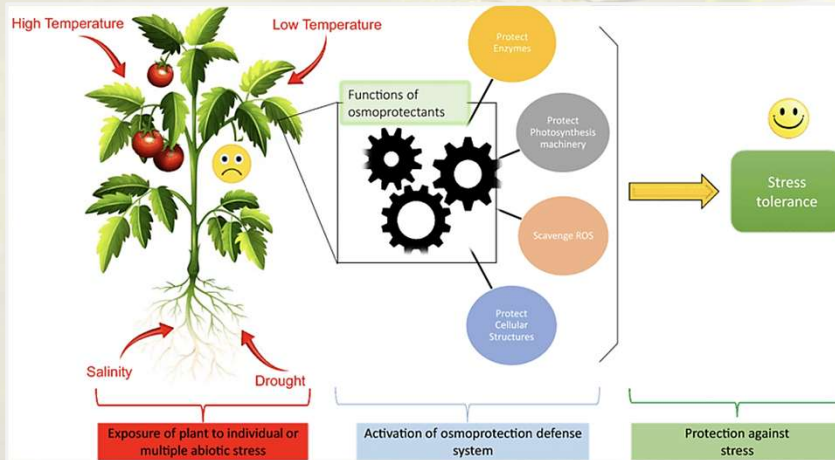 High Temperature
Low Temperature
Functions of
osmoprotectants
Protect
Enzymes
Protect
Photosynthesis
machinery
Scavenge ROS
Protect
Cellular
Structures
Stress
tolerance
Salinity
Drought
Exposure of plant to individual or
multiple abiotic stress
Activation of osmoprotection defense
system
Protection against
stress